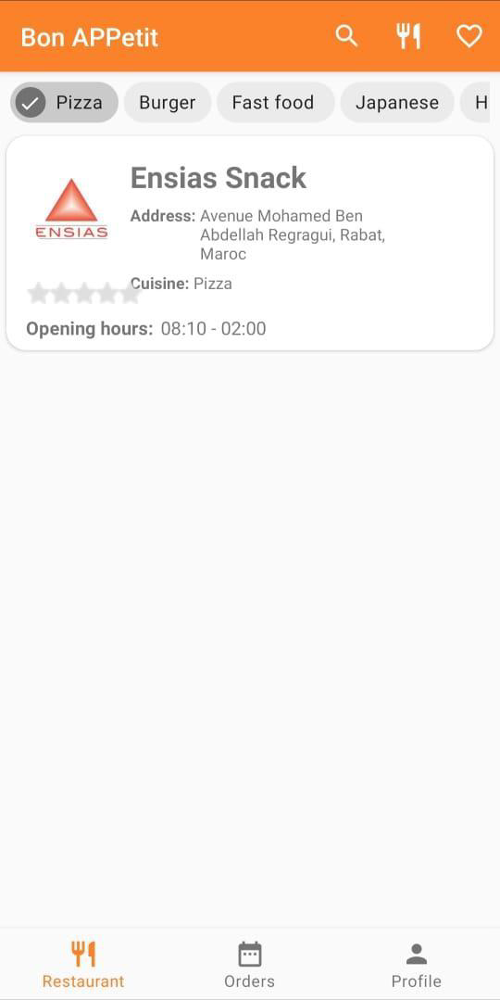 Bon APPetit
Pizza Burger Fast food Japanese H
ENSIAS
Ensias Snack
Address: Avenue Mohamed Ben
Abdellah Regragui, Rabat,
Maroc
Cuisine: Pizza
Opening hours: 08:10 - 02:00
Restaurant Orders Profile